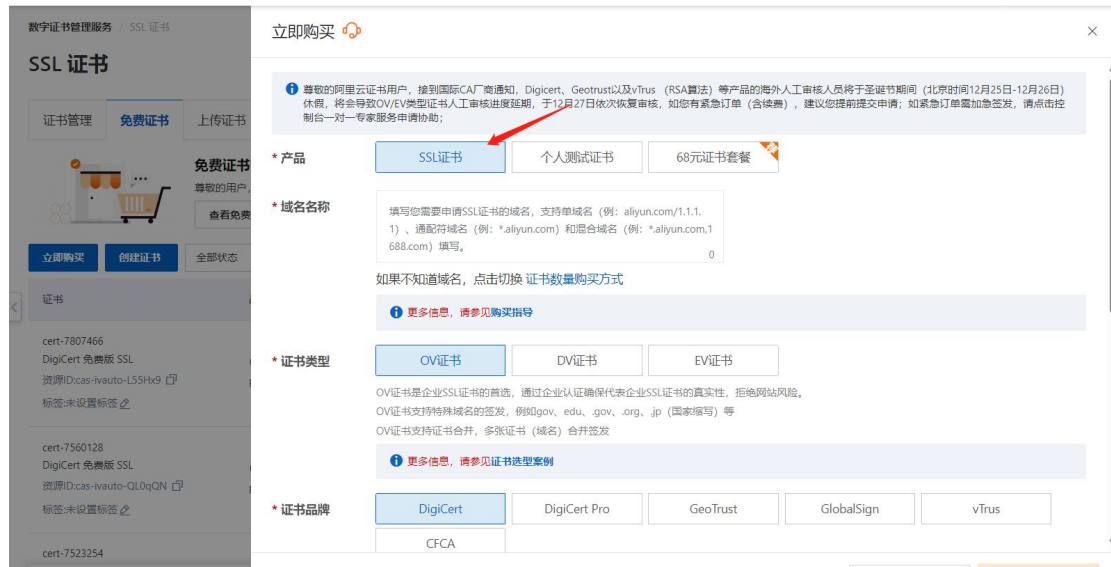 数字证书管理服务 / SSL 证书
SSL 证书
证书管理
免费证书
上传证书
免费证书
尊敬的用户，
查看免费
立即购买
创建证书
全部状态
证书
cert-7807466
DigiCert 免费版 SSL
资源ID:cas-ivauto-L55Hx9
标签:未设置标签
cert-7560128
DigiCert 免费版 SSL
资源ID:cas-ivauto-QL0qQN
标签:未设置标签
cert-7523254
立即购买
尊敬的阿里云证书用户，接到国际CA厂商通知，Digicert、Geotrust以及vTrus（RSA算法）等产品的海外人工审核人员将于圣诞节期间（北京时间12月25日-12月26日）
休假，将会导致OV/EV类型证书人工审核进度延期，于12月27日依次恢复审核，如您有紧急订单（含续费），建议您提前提交申请；如紧急订单需加急签发，请点击控
制台一对一专家服务申请协助；
* 产品
SSL证书
个人测试证书
68元证书套餐
* 域名名称
填写您需要申请SSL证书的域名，支持单域名（例：aliyun.com/1.1.1.
1）、通配符域名（例：*.aliyun.com）和混合域名（例：*.aliyun.com,1
688.com）填写。
0
如果不知道域名，点击切换 证书数量购买方式
更多信息，请参见购买指导
* 证书类型
OV证书
DV证书
EV证书
OV证书是企业SSL证书的首选，通过企业认证确保代表企业SSL证书的真实性，拒绝网站风险。
OV证书支持特殊域名的签发，例如gov、edu、.gov、.org、.jp（国家缩写）等
OV证书支持证书合并，多张证书（域名）合并签发
更多信息，请参见证书选型案例
* 证书品牌
DigiCert
DigiCert Pro
GeoTrust
GlobalSign
vTrus
CFCA